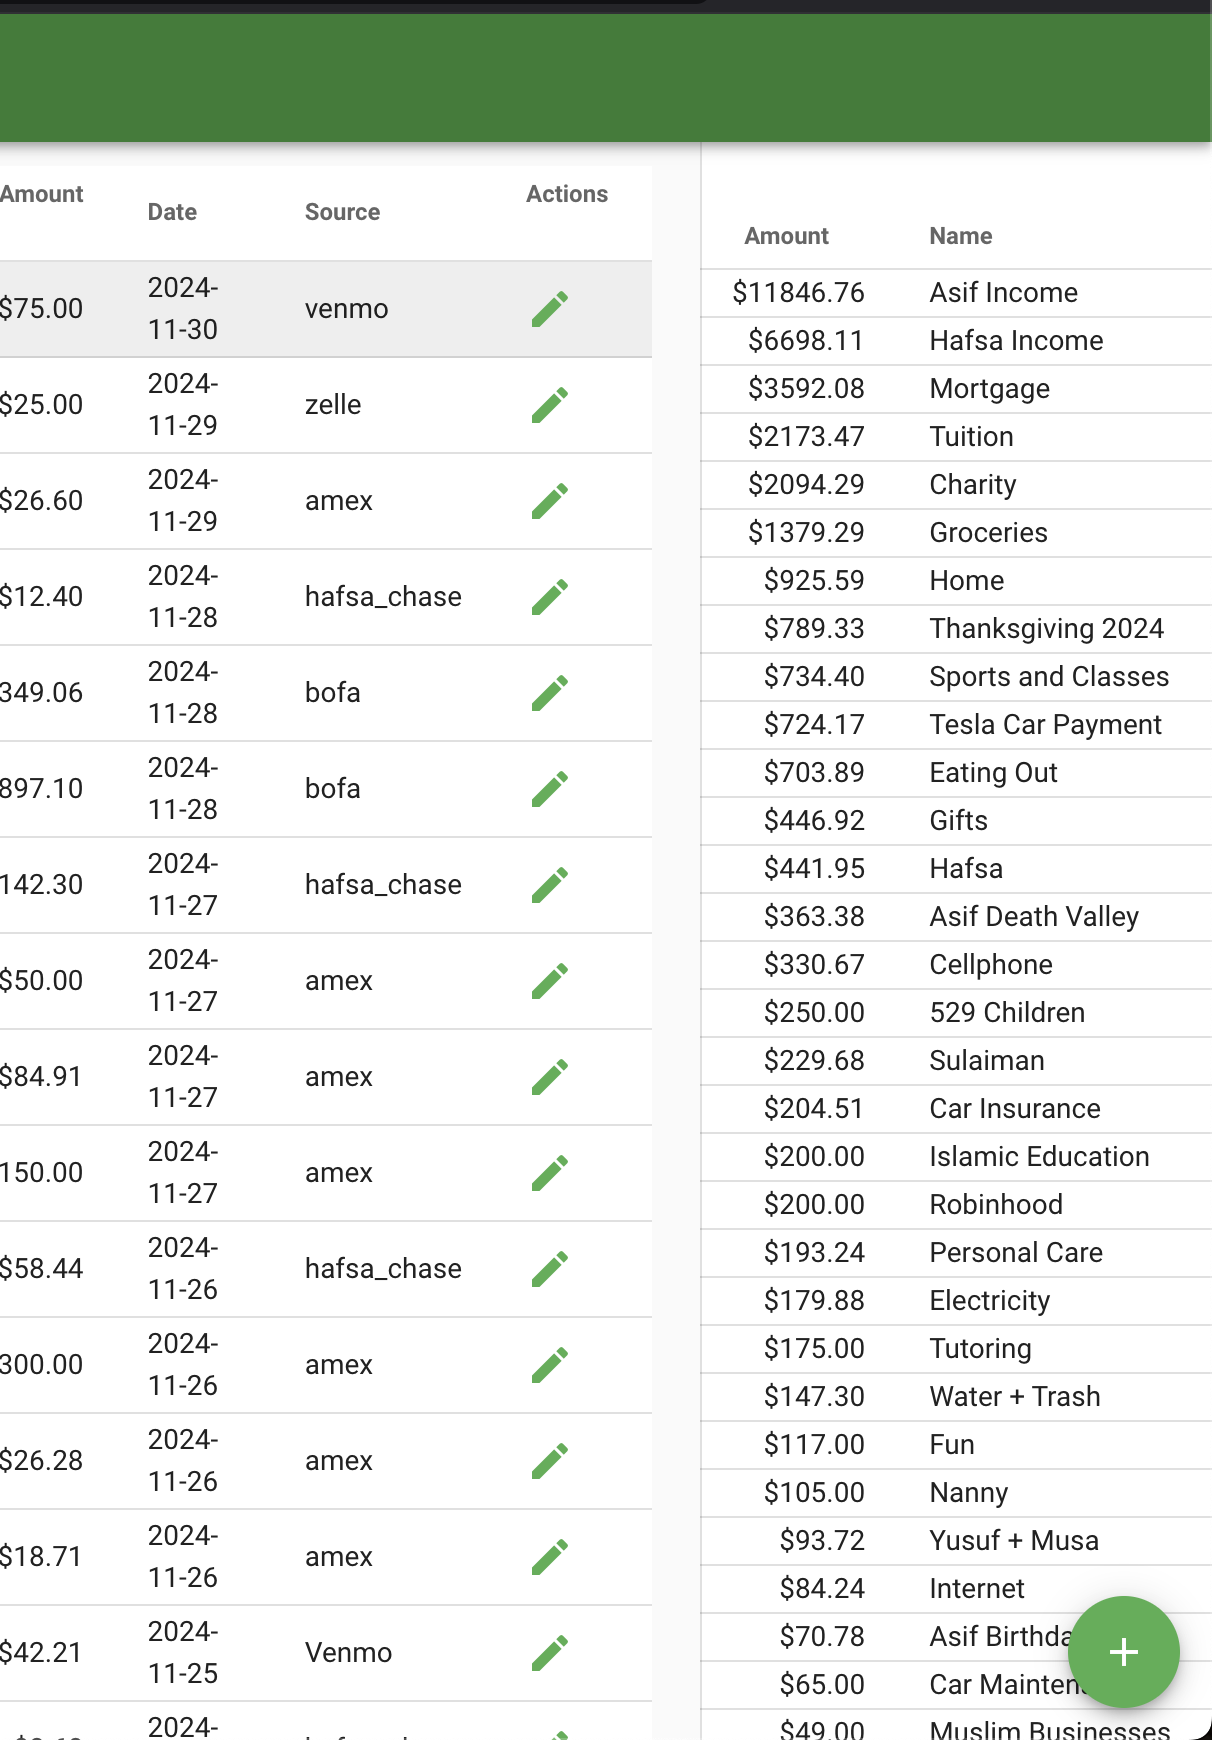 Amount Date Source Actions
$75.00 2024-11-30 venmo
$25.00 2024-11-29 zelle
$26.60 2024-11-29 amex
$12.40 2024-11-28 hafsa_chase
349.06 2024-11-28 bofa
897.10 2024-11-28 bofa
142.30 2024-11-27 hafsa_chase
$50.00 2024-11-27 amex
$84.91 2024-11-27 amex
150.00 2024-11-27 amex
$58.44 2024-11-26 hafsa_chase
300.00 2024-11-26 amex
$26.28 2024-11-26 amex
$18.71 2024-11-26 amex
$42.21 2024-11-25 Venmo
2024-
Amount Name
$11846.76 Asif Income
$6698.11 Hafsa Income
$3592.08 Mortgage
$2173.47 Tuition
$2094.29 Charity
$1379.29 Groceries
$925.59 Home
$789.33 Thanksgiving 2024
$734.40 Sports and Classes
$724.17 Tesla Car Payment
$703.89 Eating Out
$446.92 Gifts
$441.95 Hafsa
$363.38 Asif Death Valley
$330.67 Cellphone
$250.00 529 Children
$229.68 Sulaiman
$204.51 Car Insurance
$200.00 Islamic Education
$200.00 Robinhood
$193.24 Personal Care
$179.88 Electricity
$175.00 Tutoring
$147.30 Water + Trash
$117.00 Fun
$105.00 Nanny
$93.72 Yusuf + Musa
$84.24 Internet
$70.78 Asif Birthda
$65.00 Car Mainten
$49.00 Muslim Businesses